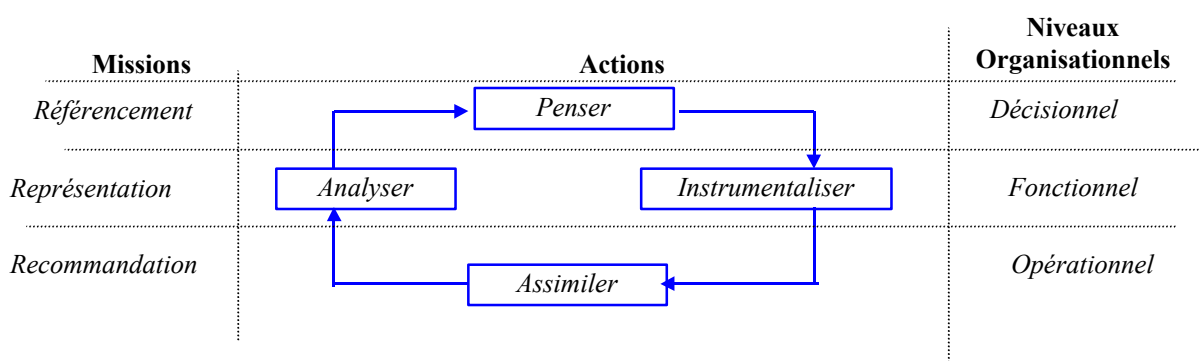 Missions
Actions
Niveaux
Organisationnels
Référencement
Penser
Décisionnel
Représentation
Analyser
Instrumentaliser
Fonctionnel
Recommandation
Assimiler
Opérationnel